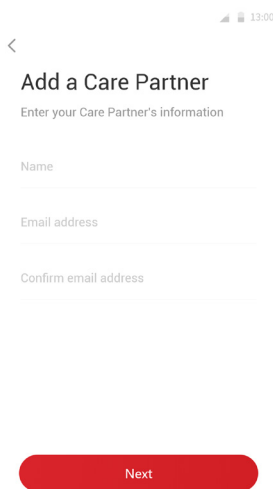 13:00
Add a Care Partner
Enter your Care Partner's information
Name
Email address
Confirm email address
Next